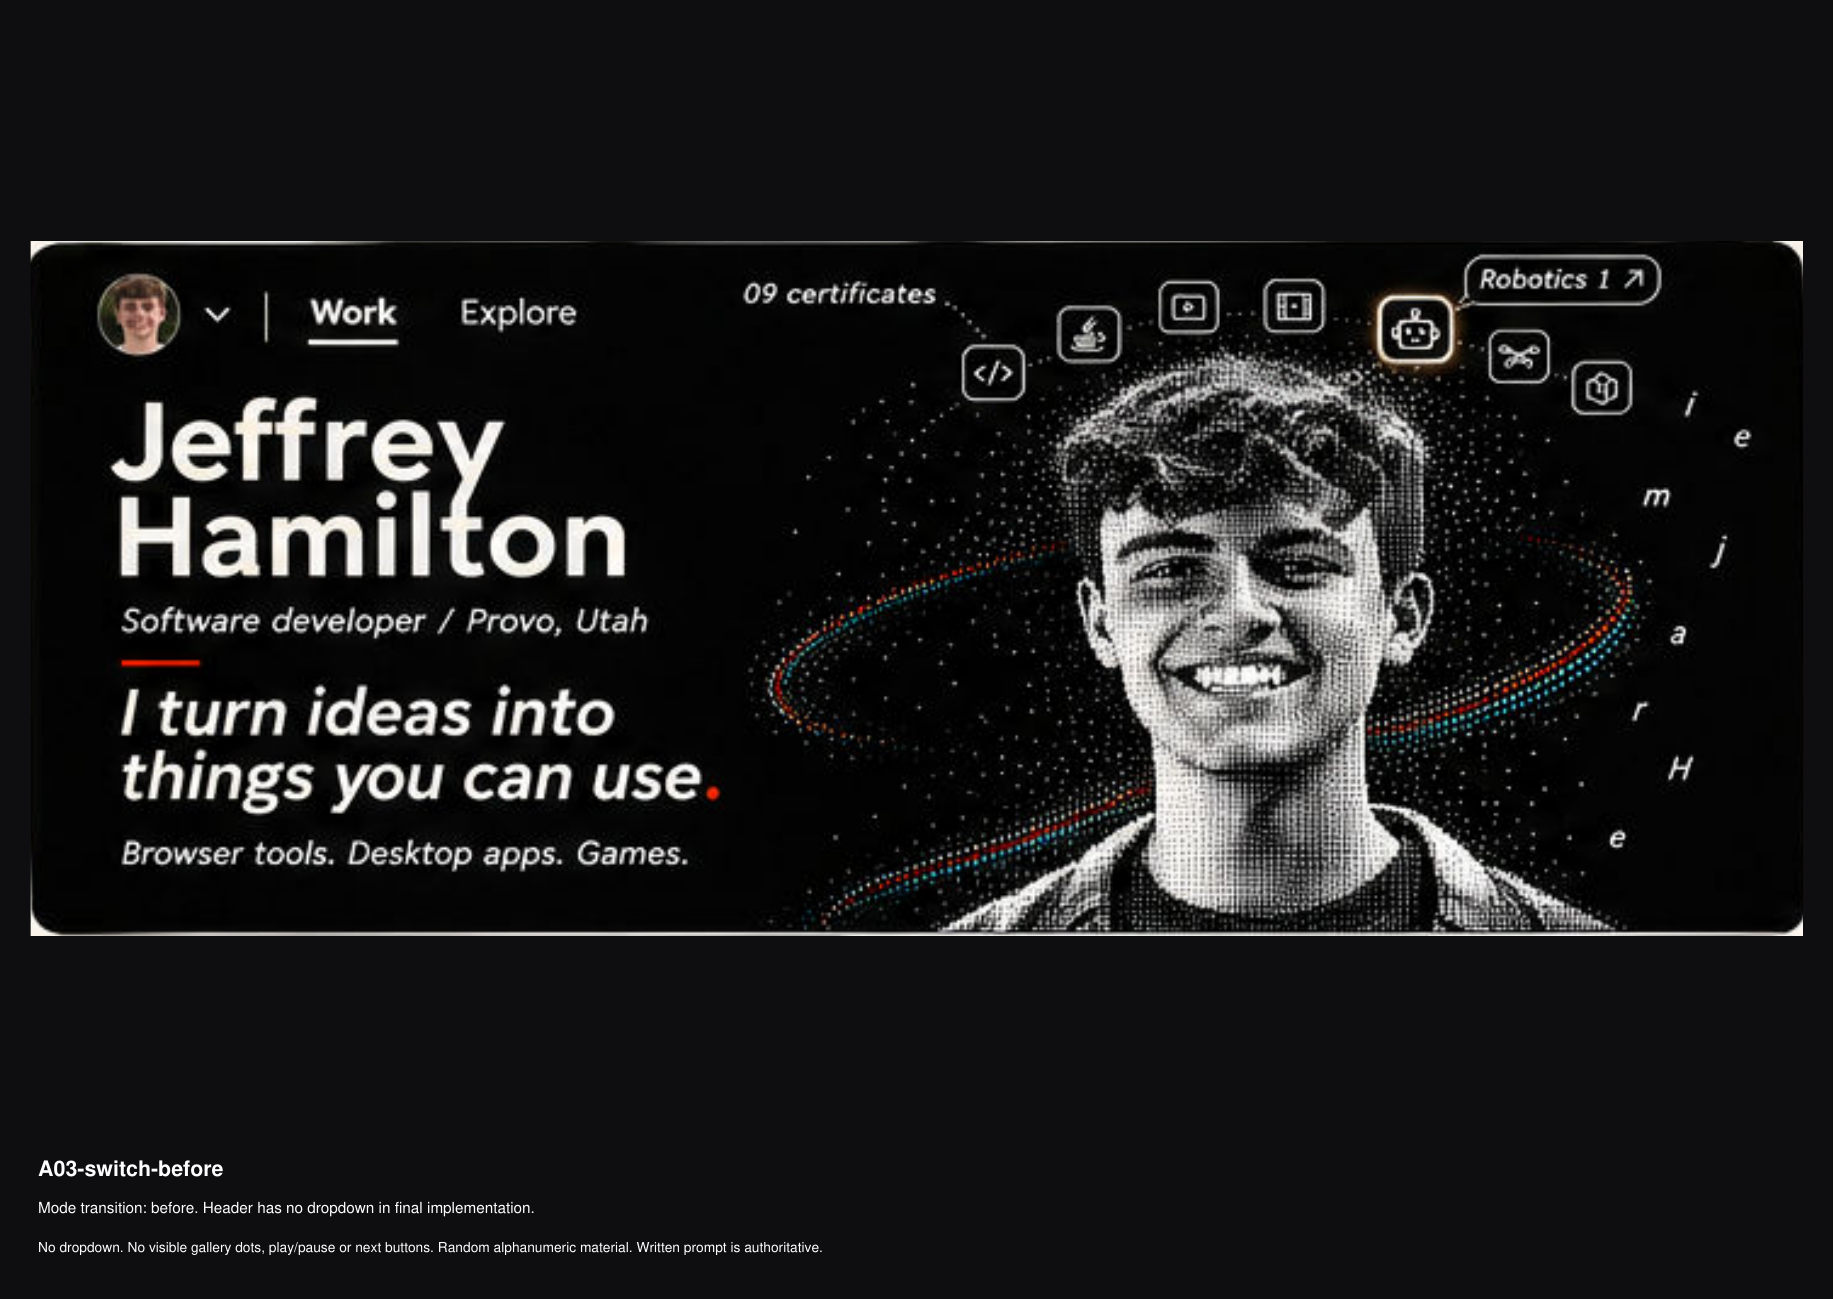 Work Explore
09 certificates
Robotics 1 ↗
</>
Jeffrey
Hamilton
Software developer / Provo, Utah
I turn ideas into
things you can use.
Browser tools. Desktop apps. Games.
i
e
m
j
a
r
H
e
A03-switch-before
Mode transition: before. Header has no dropdown in final implementation.
No dropdown. No visible gallery dots, play/pause or next buttons. Random alphanumeric material. Written prompt is authoritative.